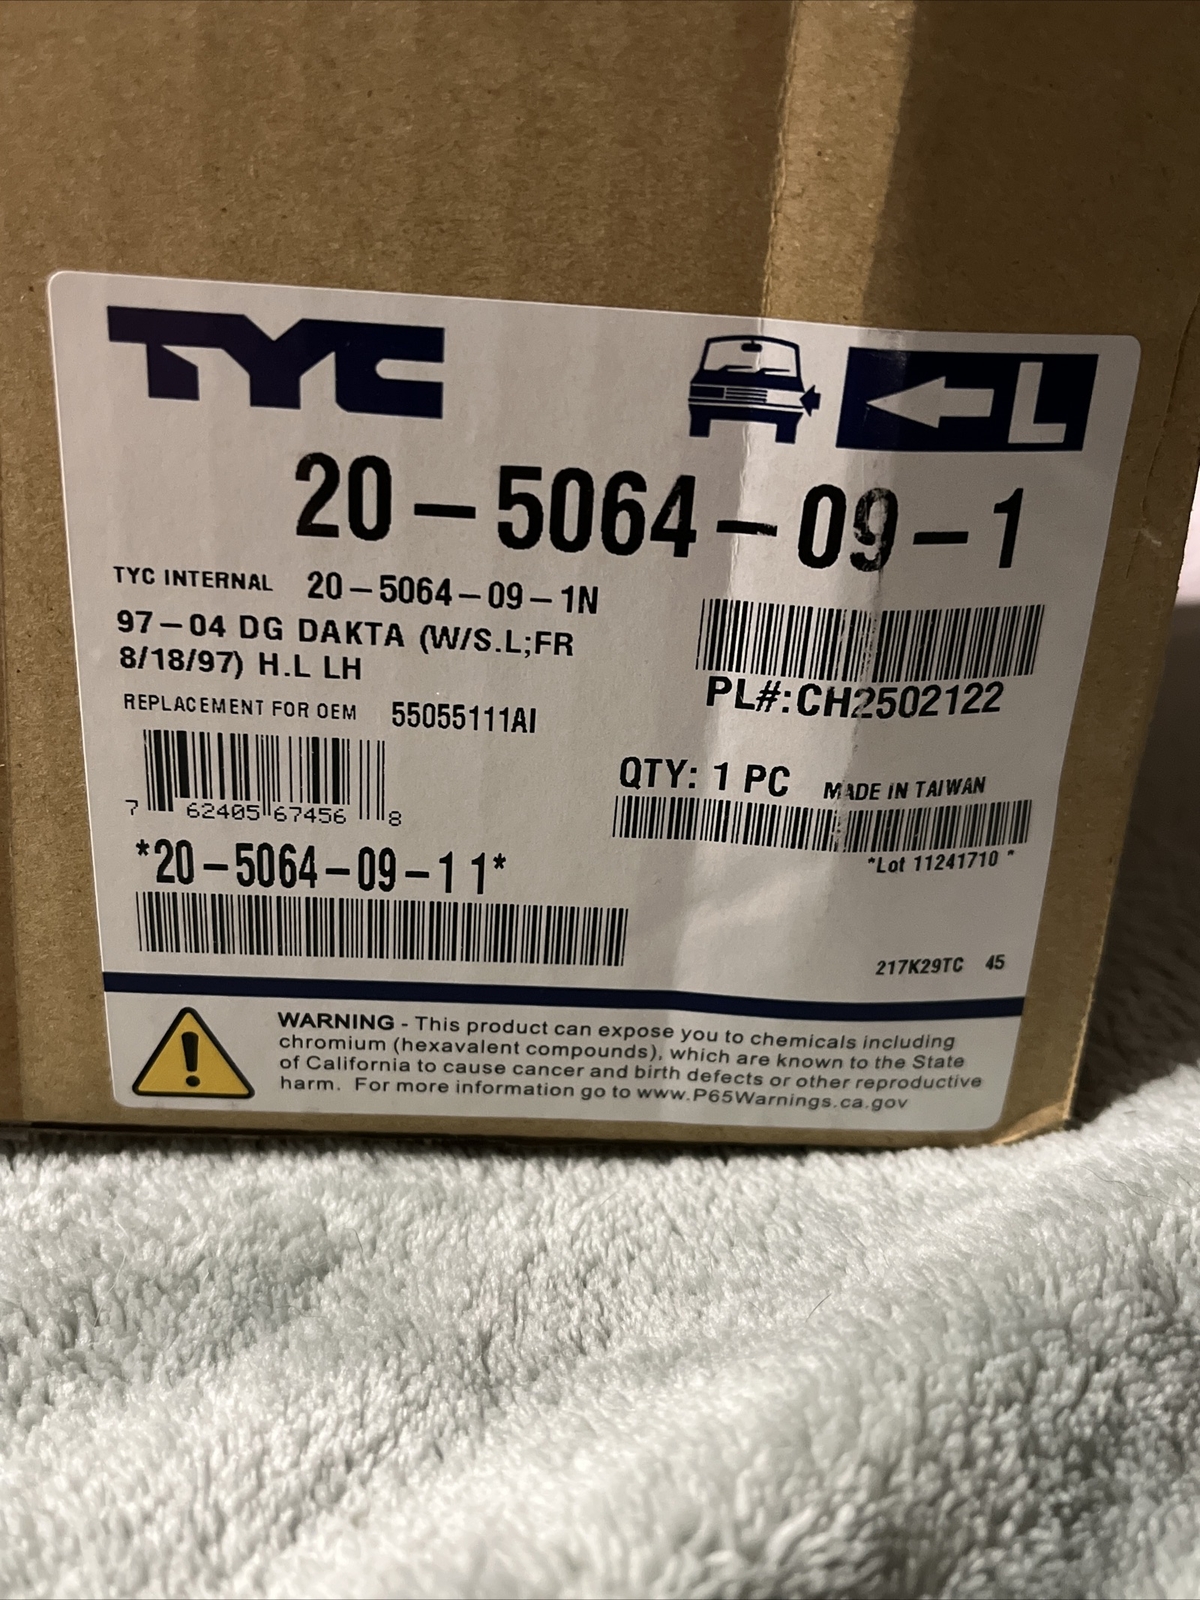 TYC
L
20-5064-09-1
TYC INTERNAL 20-5064-09-1N
97-04 DG DAKTA (W/S.L;FR
8/18/97) H.L LH
PL#:CH2502122
REPLACEMENT FOR OEM 55055111AI
QTY: 1 PC MADE IN TAIWAN
7 62405 67456 8
*Lot 11241710 *
*20-5064-09-1 1*
217K29TC 45
WARNING - This product can expose you to chemicals including
chromium (hexavalent compounds), which are known to the State
of California to cause cancer and birth defects or other reproductive
harm. For more information go to www.P65Warnings.ca.gov